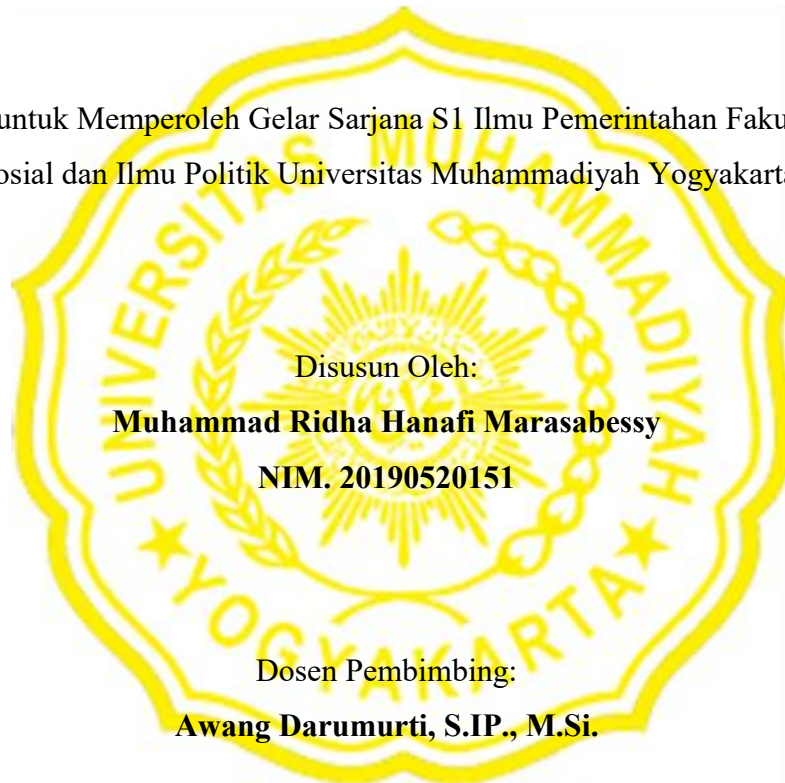 untuk Memperoleh Gelar Sarjana S1 Ilmu Pemerintahan Faku
osial dan Ilmu Politik Universitas Muhammadiyah Yogyakarta
UNIVERSITAS MUHAMMADIYAH
Disusun Oleh:
Muhammad Ridha Hanafi Marasabessy
NIM. 20190520151
★ YOGYAKARTA ★
Dosen Pembimbing:
Awang Darumurti, S.IP., M.Si.